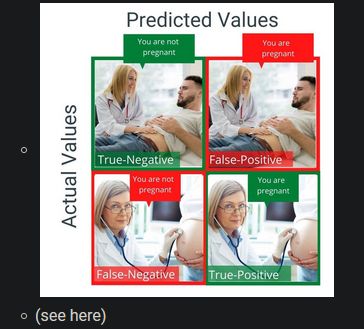 Predicted Values
You are not
pregnant
You are
pregnant
Actual Values
True-Negative
False-Positive
You are not
pregnant
You are
pregnant
False-Negative
True-Positive
(see here)